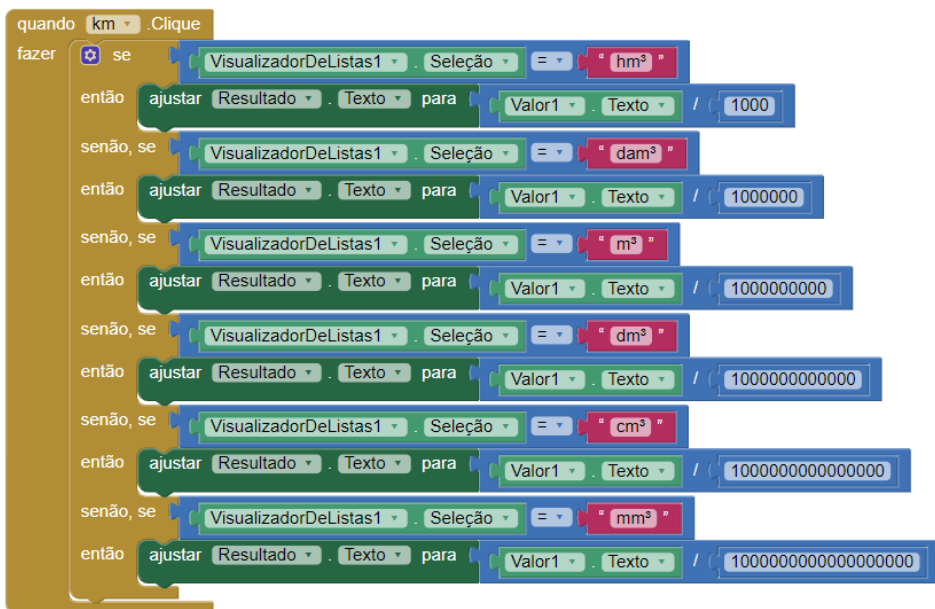 quando km .Clique
fazer se VisualizadorDeListas1 . Seleção = " hm³ "
então ajustar Resultado . Texto para Valor1 . Texto / 1000
senão, se VisualizadorDeListas1 . Seleção = " dam³ "
então ajustar Resultado . Texto para Valor1 . Texto / 1000000
senão, se VisualizadorDeListas1 . Seleção = " m³ "
então ajustar Resultado . Texto para Valor1 . Texto / 1000000000
senão, se VisualizadorDeListas1 . Seleção = " dm³ "
então ajustar Resultado . Texto para Valor1 . Texto / 1000000000000
senão, se VisualizadorDeListas1 . Seleção = " cm³ "
então ajustar Resultado . Texto para Valor1 . Texto / 1000000000000000
senão, se VisualizadorDeListas1 . Seleção = " mm³ "
então ajustar Resultado . Texto para Valor1 . Texto / 1000000000000000000